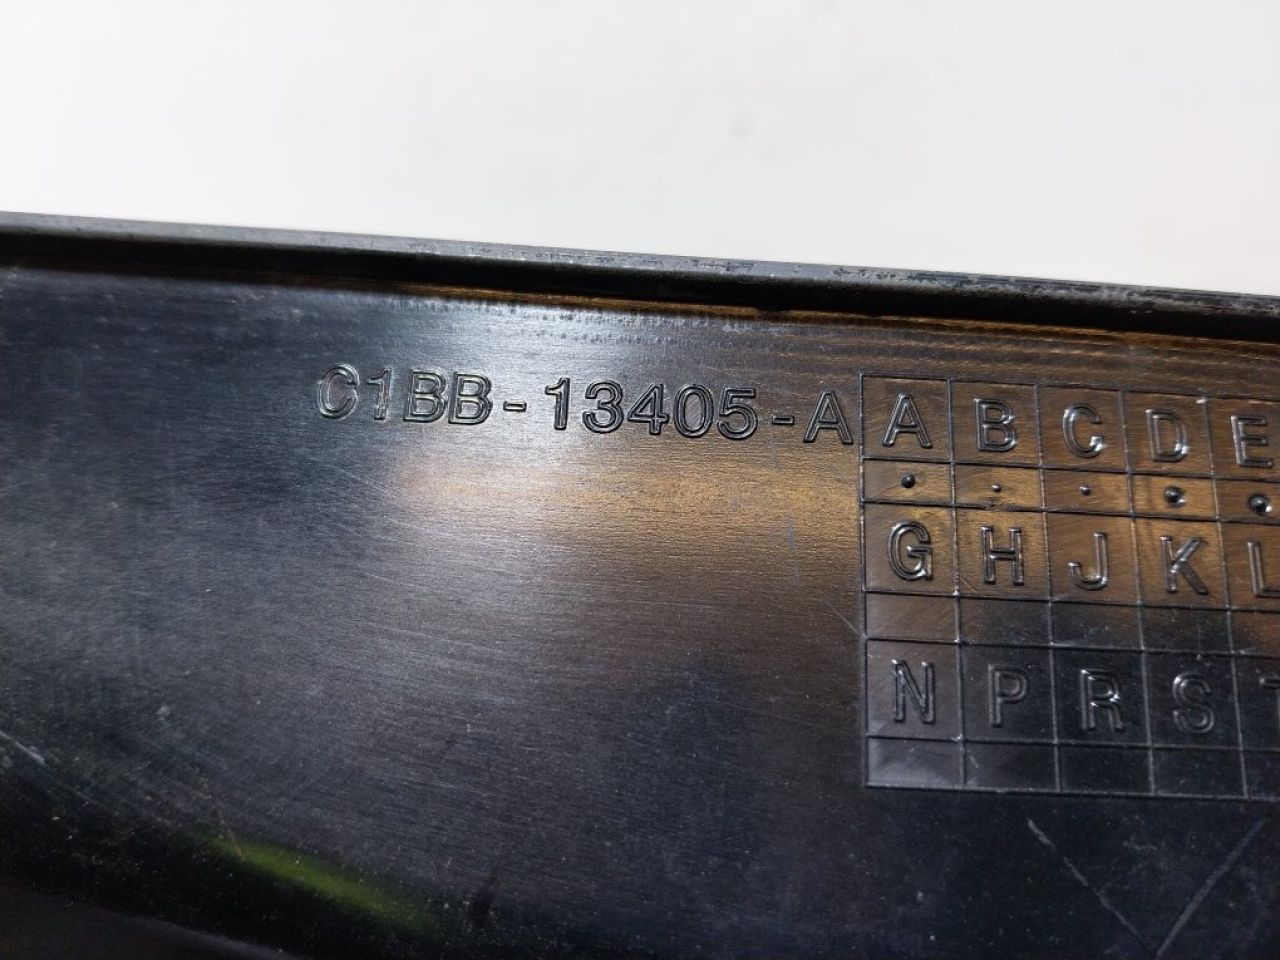 C1BB-13405-A
A B C D E
G H J K L
N P R S T